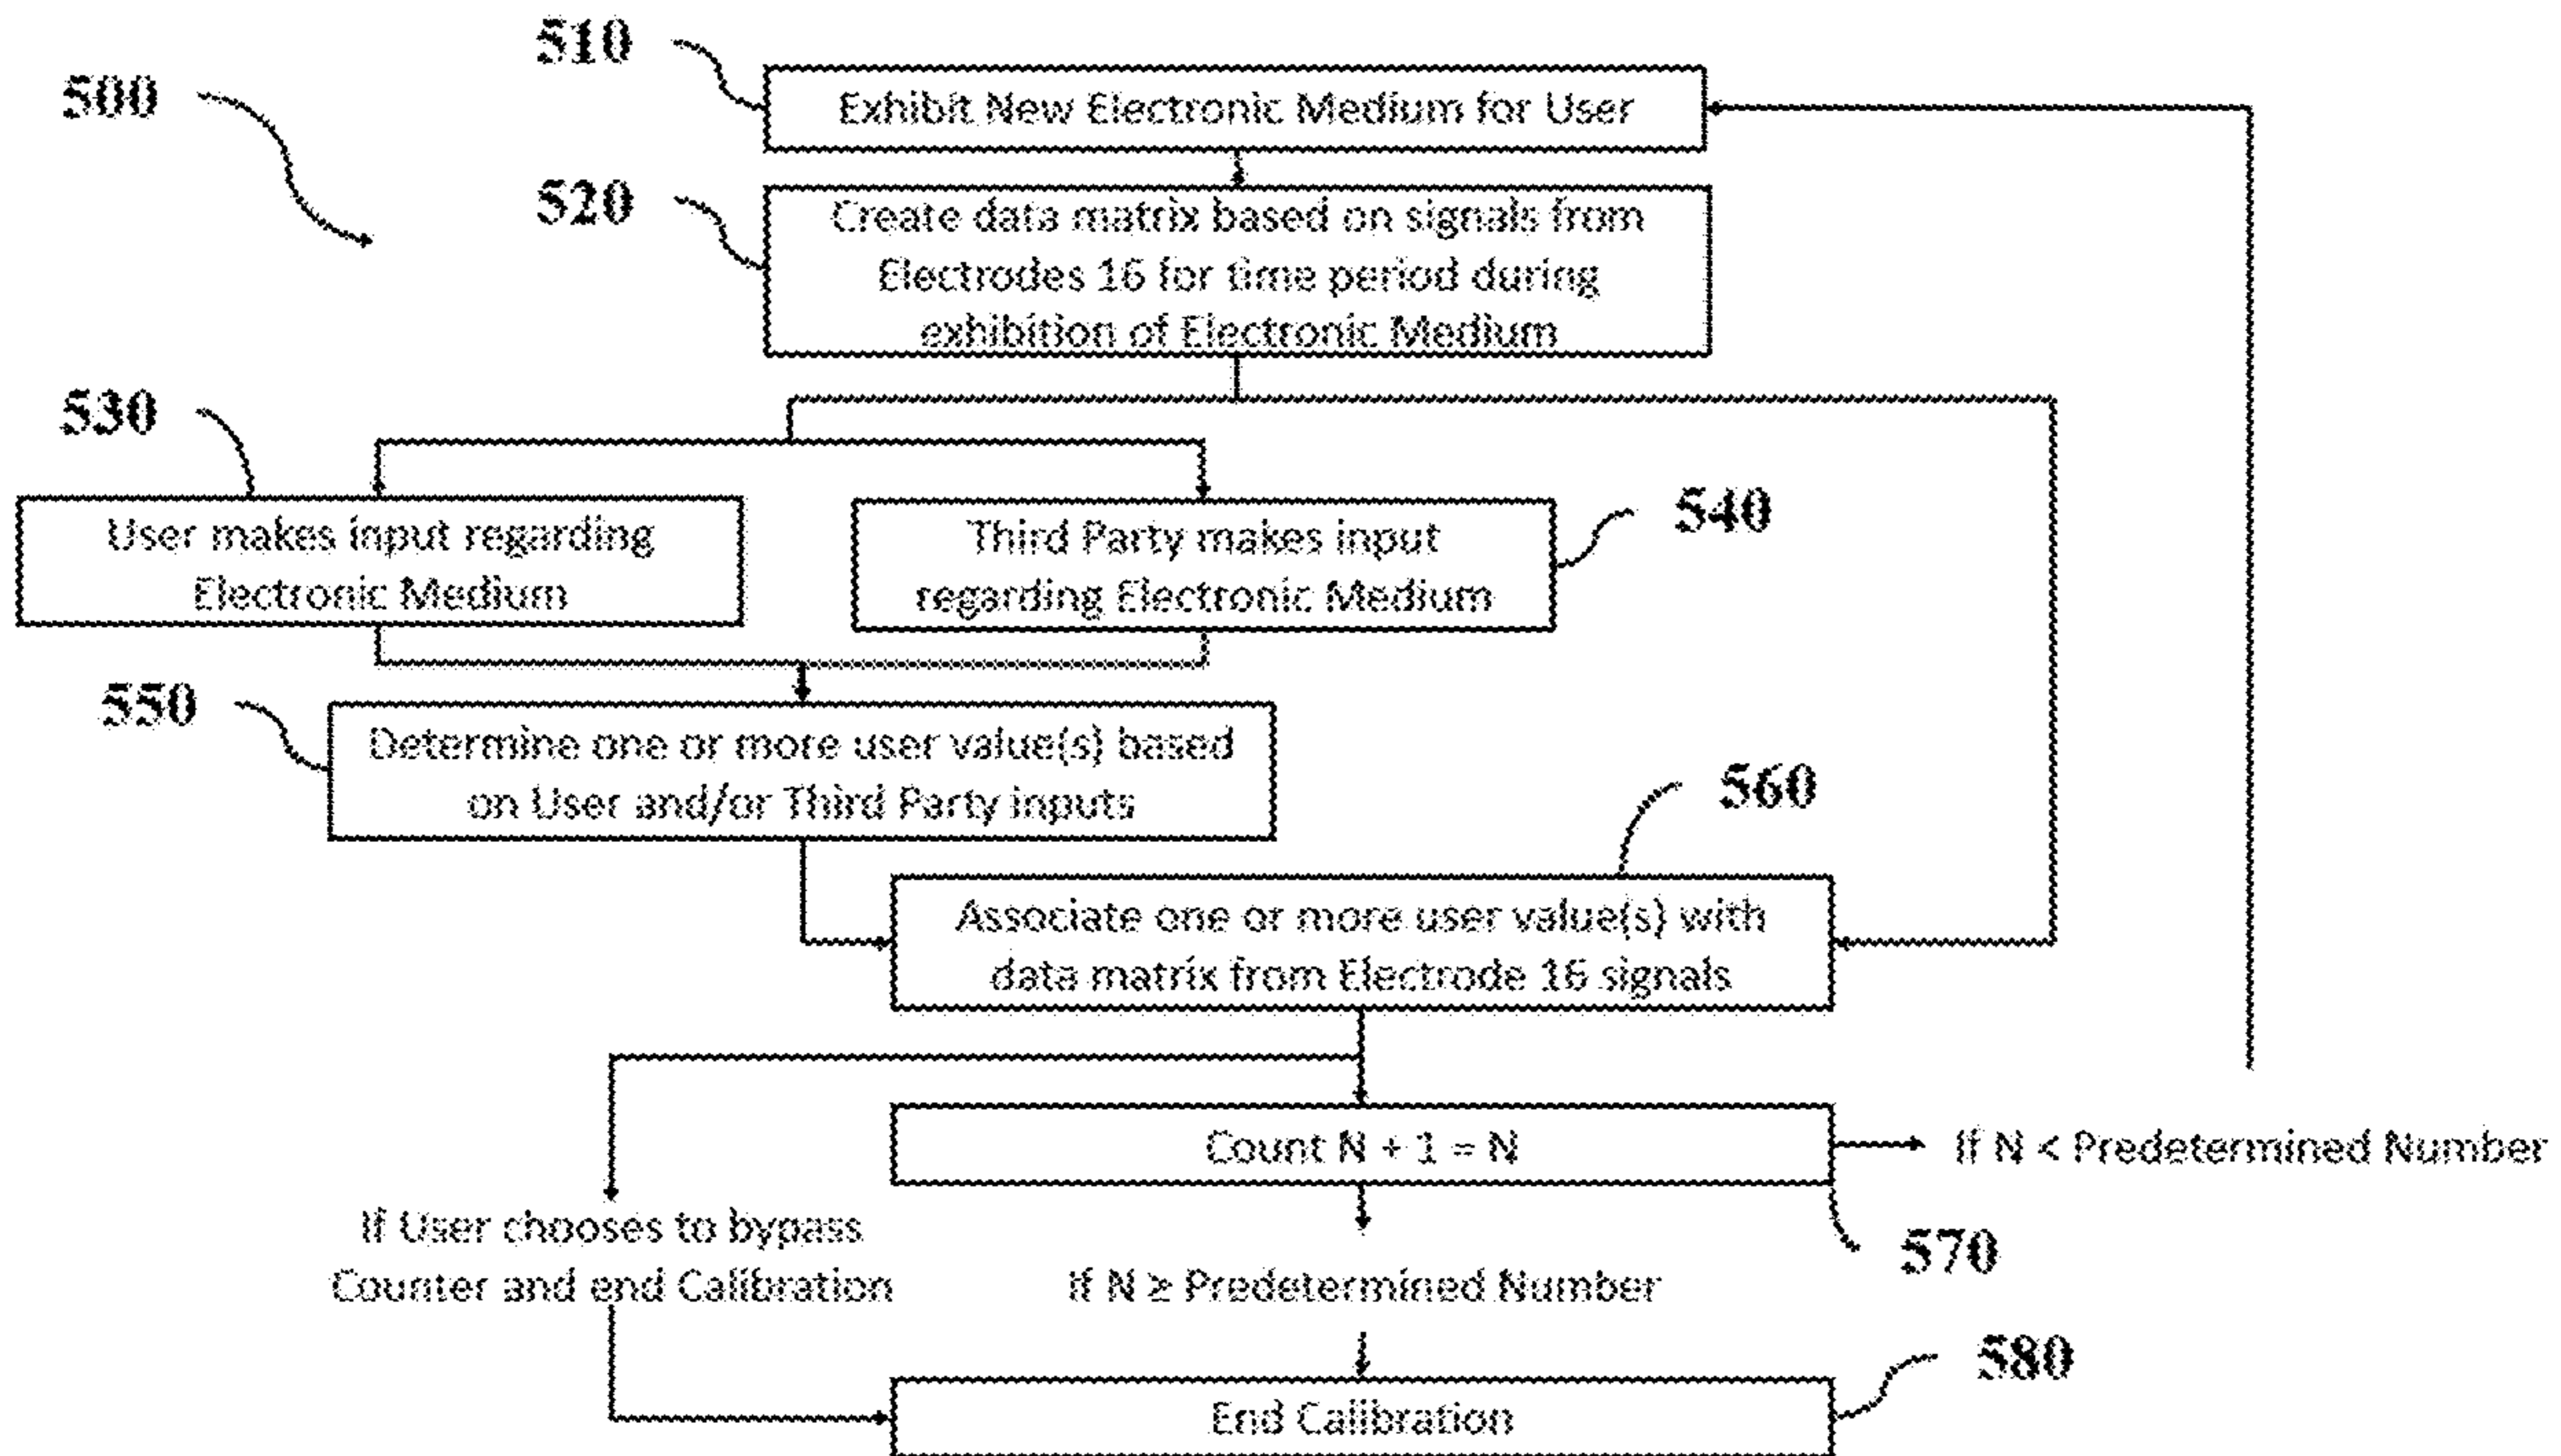 510
500
Exhibit New Electronic Medium for User
520
Create data matrix based on signals from
Electrodes 16 for time period during
exhibition of Electronic Medium
530
User makes input regarding
Electronic Medium
540
Third Party makes input
regarding Electronic Medium
550
Determine one or more user value(s) based
on User and/or Third Party inputs
560
Associate one or more user value(s) with
data matrix from Electrode 16 signals
Count N + 1 = N
If N < Predetermined Number
570
If User chooses to bypass
Counter and end Calibration
If N ≥ Predetermined Number
580
End Calibration